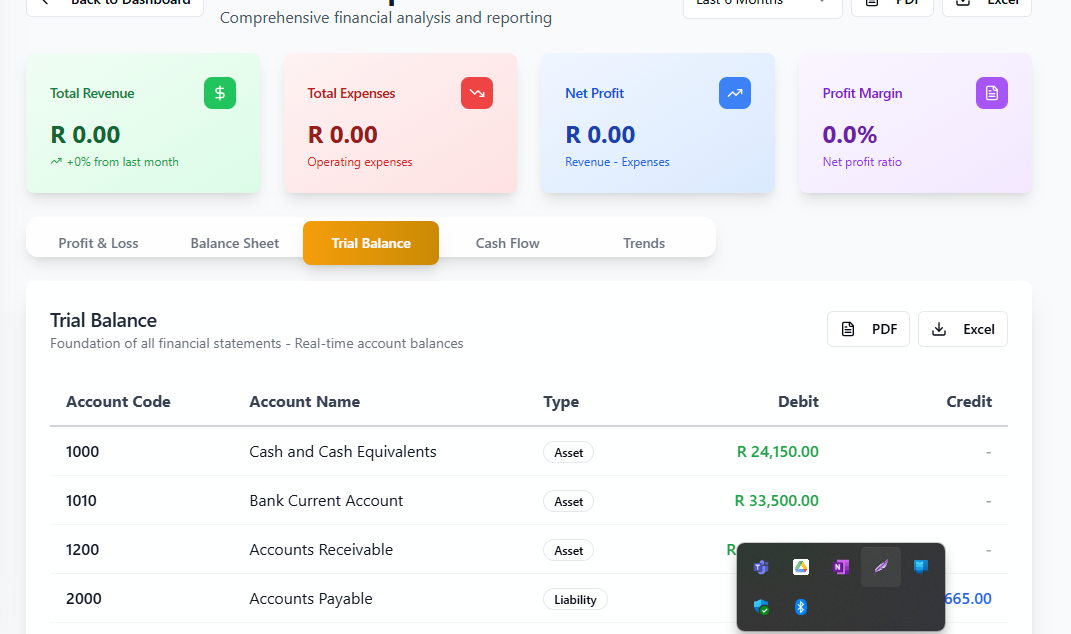 Back to Dashboard
Comprehensive financial analysis and reporting
Last 6 Months
PDF
Excel
Total Revenue
$
R 0.00
+0% from last month
Total Expenses
R 0.00
Operating expenses
Net Profit
R 0.00
Revenue - Expenses
Profit Margin
0.0%
Net profit ratio
Profit & Loss
Balance Sheet
Trial Balance
Cash Flow
Trends
Trial Balance
Foundation of all financial statements - Real-time account balances
PDF
Excel
Account Code Account Name Type Debit Credit
1000 Cash and Cash Equivalents Asset R 24,150.00 -
1010 Bank Current Account Asset R 33,500.00 -
1200 Accounts Receivable Asset R -
2000 Accounts Payable Liability 665.00